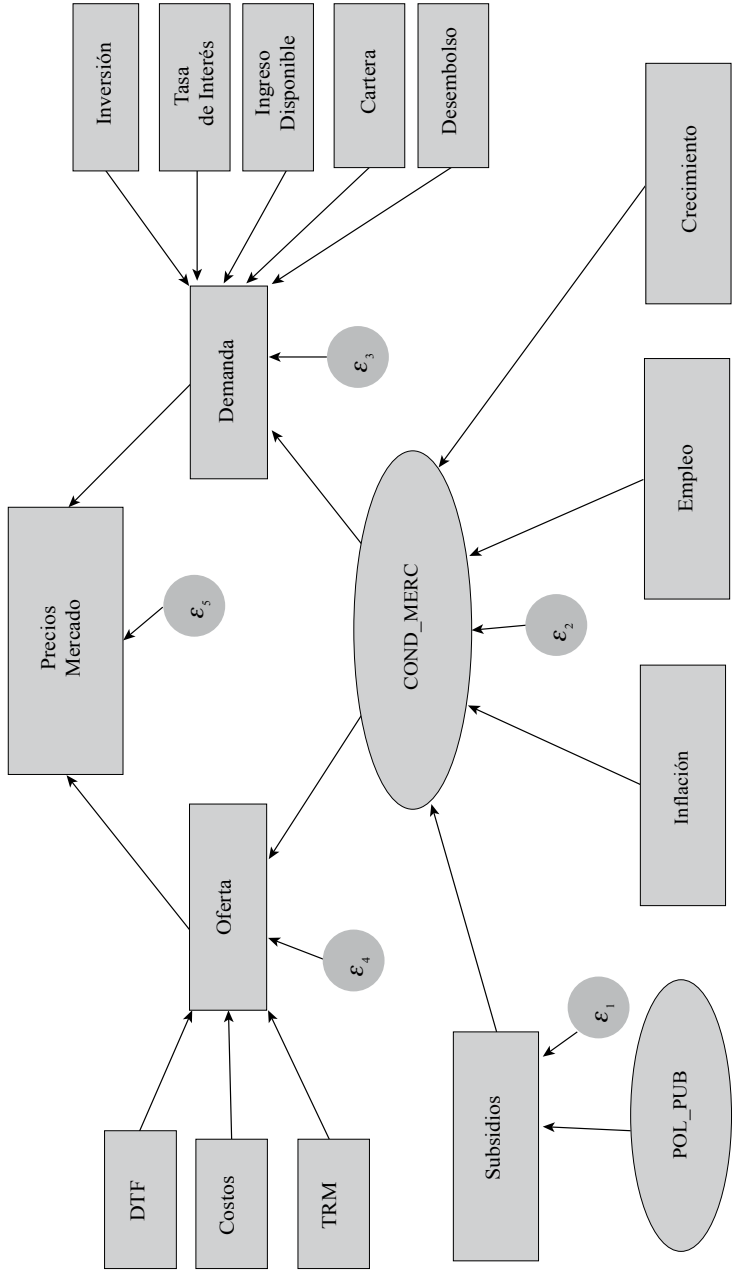 Precios
Mercado
ε5
DTF
Costos
TRM
Oferta
ε4
Demanda
ε3
Inversión
Tasa
de Interés
Ingreso
Disponible
Cartera
Desembolso
COND_MERC
ε2
Subsidios
ε1
POL_PUB
Inflación
Empleo
Crecimiento